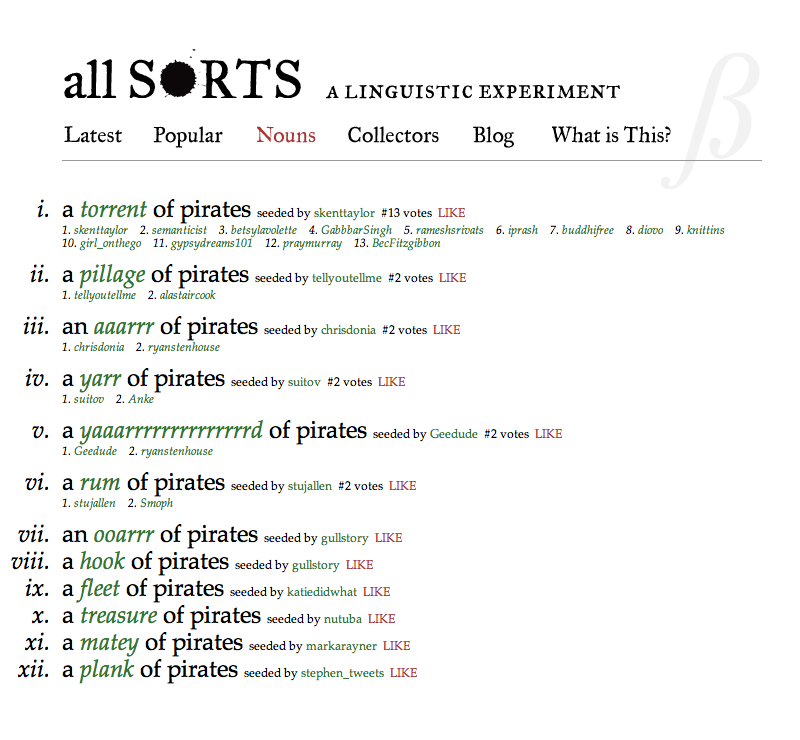 all SORTS A LINGUISTIC EXPERIMENT β
Latest Popular Nouns Collectors Blog What is This?
i. a torrent of pirates seeded by skenttaylor #13 votes LIKE
1. skenttaylor 2. semanticist 3. betsylavolette 4. GabbbarSingh 5. rameshsrivats 6. iprash 7. buddhifree 8. diovo 9. knittins
10. girl_onthego 11. gypsydreams101 12. praymurray 13. BecFitzgibbon
ii. a pillage of pirates seeded by tellyoutellme #2 votes LIKE
1. tellyoutellme 2. alastaircook
iii. an aaarrr of pirates seeded by chrisdonia #2 votes LIKE
1. chrisdonia 2. ryanstenhouse
iv. a yarr of pirates seeded by suitov #2 votes LIKE
1. suitov 2. Anke
v. a yaaarrrrrrrrrrrrrrd of pirates seeded by Geedude #2 votes LIKE
1. Geedude 2. ryanstenhouse
vi. a rum of pirates seeded by stujallen #2 votes LIKE
1. stujallen 2. Smoph
vii. an ooarrr of pirates seeded by gullstory LIKE
viii. a hook of pirates seeded by gullstory LIKE
ix. a fleet of pirates seeded by katiedidwhat LIKE
x. a treasure of pirates seeded by nutuba LIKE
xi. a matey of pirates seeded by markarayner LIKE
xii. a plank of pirates seeded by stephen_tweets LIKE